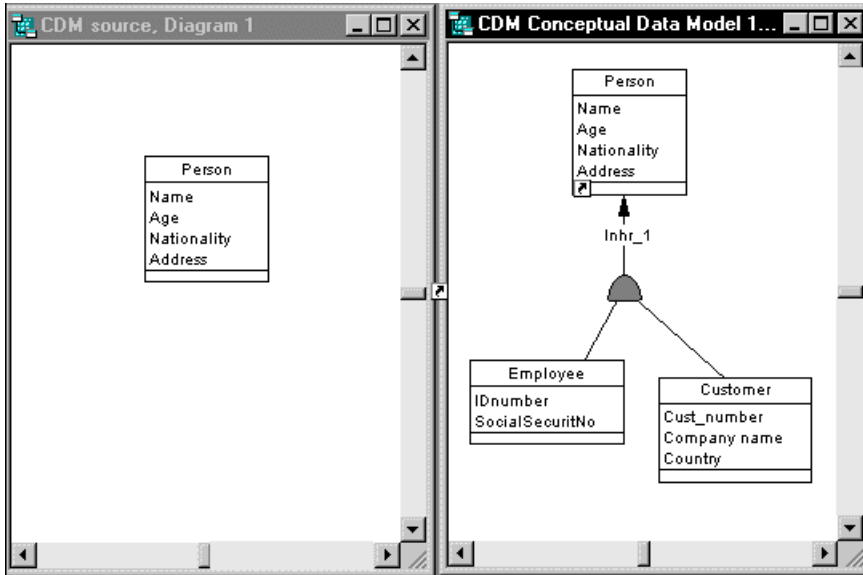 CDM source, Diagram 1
Person
Name
Age
Nationality
Address
CDM Conceptual Data Model 1...
Person
Name
Age
Nationality
Address
Inhr_1
Employee
IDnumber
SocialSecuritNo
Customer
Cust_number
Company name
Country